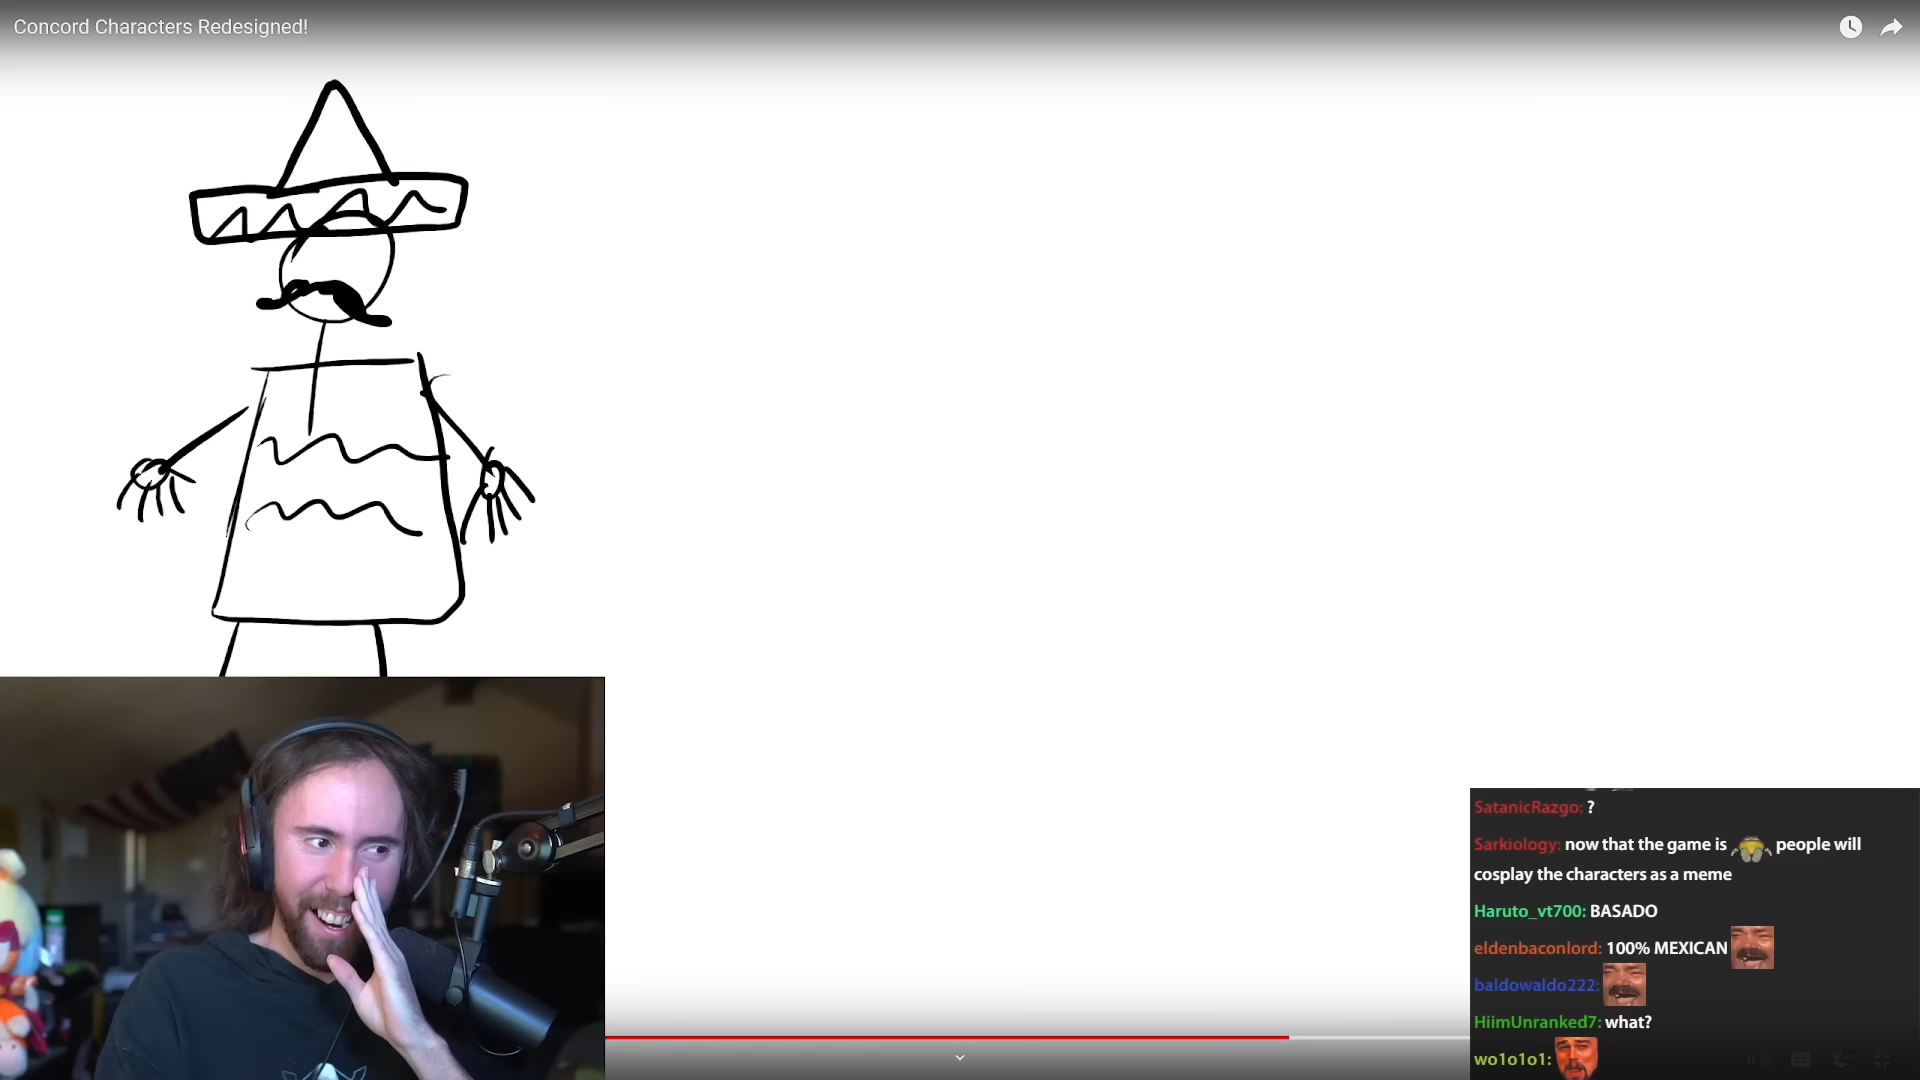 Concord Characters Redesigned!
SatanicRazgo: ?
Sarkiology: now that the game is people will
cosplay the characters as a meme
Haruto_vt700: BASADO
eldenbaconlord: 100% MEXICAN
baldowaldo222:
HiimUnranked7: what?
wo1o1o1: